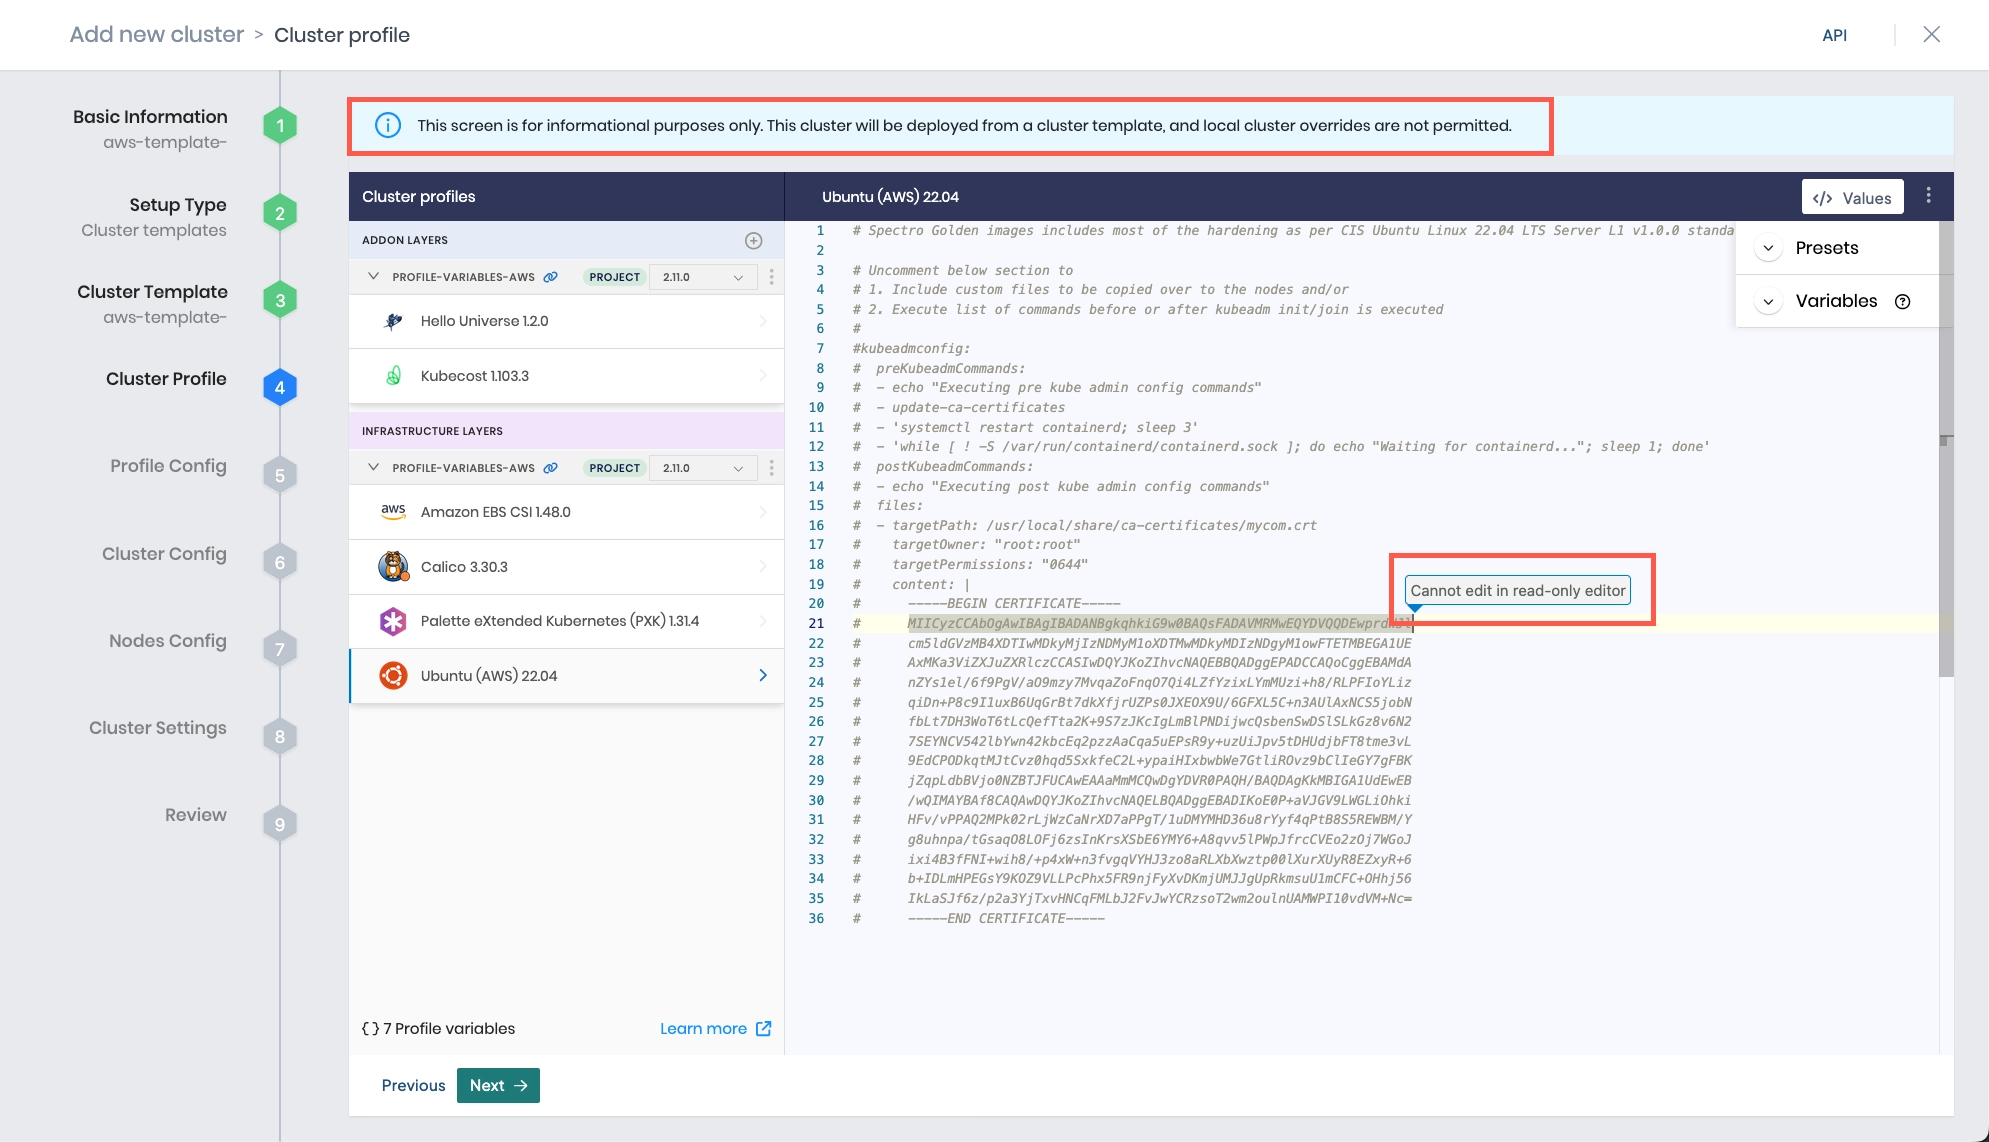 Add new cluster > Cluster profile
API
Basic Information
aws-template-
1
Setup Type
Cluster templates
2
Cluster Template
aws-template-
3
Cluster Profile
4
Profile Config
5
Cluster Config
6
Nodes Config
7
Cluster Settings
8
Review
9
This screen is for informational purposes only. This cluster will be deployed from a cluster template, and local cluster overrides are not permitted.
Cluster profiles
ADDON LAYERS
PROFILE-VARIABLES-AWS PROJECT 2.11.0
Hello Universe 1.2.0
Kubecost 1.103.3
INFRASTRUCTURE LAYERS
PROFILE-VARIABLES-AWS PROJECT 2.11.0
aws Amazon EBS CSI 1.48.0
Calico 3.30.3
Palette eXtended Kubernetes (PXK) 1.31.4
Ubuntu (AWS) 22.04
{} 7 Profile variables
Learn more
Previous
Next
Ubuntu (AWS) 22.04
</> Values
Presets
Variables
1 # Spectro Golden images includes most of the hardening as per CIS Ubuntu Linux 22.04 LTS Server L1 v1.0.0 standa
2
3 # Uncomment below section to
4 # 1. Include custom files to be copied over to the nodes and/or
5 # 2. Execute list of commands before or after kubeadm init/join is executed
6 #
7 #kubeadmconfig:
8 #  preKubeadmCommands:
9 #  - echo "Executing pre kube admin config commands"
10 #  - update-ca-certificates
11 #  - 'systemctl restart containerd; sleep 3'
12 #  - 'while [ ! -S /var/run/containerd/containerd.sock ]; do echo "Waiting for containerd..."; sleep 1; done'
13 #  postKubeadmCommands:
14 #  - echo "Executing post kube admin config commands"
15 #  files:
16 #  - targetPath: /usr/local/share/ca-certificates/mycom.crt
17 #    targetOwner: "root:root"
18 #    targetPermissions: "0644"
19 #    content: |
Cannot edit in read-only editor
20 #      -----BEGIN CERTIFICATE-----
21 #
22 #      cm5ldGVzMB4XDTIwMDkyMjIzNDMyM1oXDTMwMDkyMDIzNDgyM1owFTETMBEGA1UE
23 #      AxMKa3ViZXJuZXRlczCCASIwDQYJKoZIhvcNAQEBBQADggEPADCCAQoCggEBAMdA
24 #      nZYs1el/6f9PgV/aO9mzy7MvqaZoFnqO7Qi4LZfYzixLYmMUzi+h8/RLPFIoYLiz
25 #      qiDn+P8c9I1uxB6UqGrBt7dkXfjrUZPs0JXEOX9U/6GFXL5C+n3AUlAxNCS5jobN
26 #      fbLt7DH3WoT6tLcQefTta2K+9S7zJKcIgLmBlPNDijwcQsbenSwDSlSLkGz8v6N2
27 #      7SEYNCV542lbYwn42kbcEq2pzzAaCqa5uEPsR9y+uzUiJpv5tDHUdjbFT8tme3vL
28 #      9EdCPODkqtMJtCvz0hqd5SxkfeC2L+ypaiHIxbwbWe7GtliROvz9bClIeGY7gFBK
29 #      jZqpLdbBVjo0NZBTJFUCAwEAAaMmMCQwDgYDVR0PAQH/BAQDAgKkMBIGA1UdEwEB
30 #      /wQIMAYBAf8CAQAwDQYJKoZIhvcNAQELBQADggEBADIKoE0P+aVJGV9LWGLiOhki
31 #      HFv/vPPAQ2MPk02rLjWzCaNrXD7aPPgT/1uDMYMHD36u8rYyf4qPtB8S5REWBM/Y
32 #      g8uhnpa/tGsaqO8LOFj6zsInKrsXSbE6YMY6+A8qvv5lPWpJfrcCVEo2zOj7WGoJ
33 #      ixi4B3fFNI+wih8/+p4xW+n3fvgqVYHJ3zo8aRLXbXwztp00lXurXUyR8EZxyR+6
34 #      b+IDLmHPEGsY9KOZ9VLLPcPhx5FR9njFyXvDKmjUMJJgUpRkmsuU1mCFC+OHhj56
35 #      IkLaSJf6z/p2a3YjTxvHNCqFMLbJ2FvJwYCRzsoT2wm2oulnUAMWPI10vdVM+Nc=
36 #      -----END CERTIFICATE-----